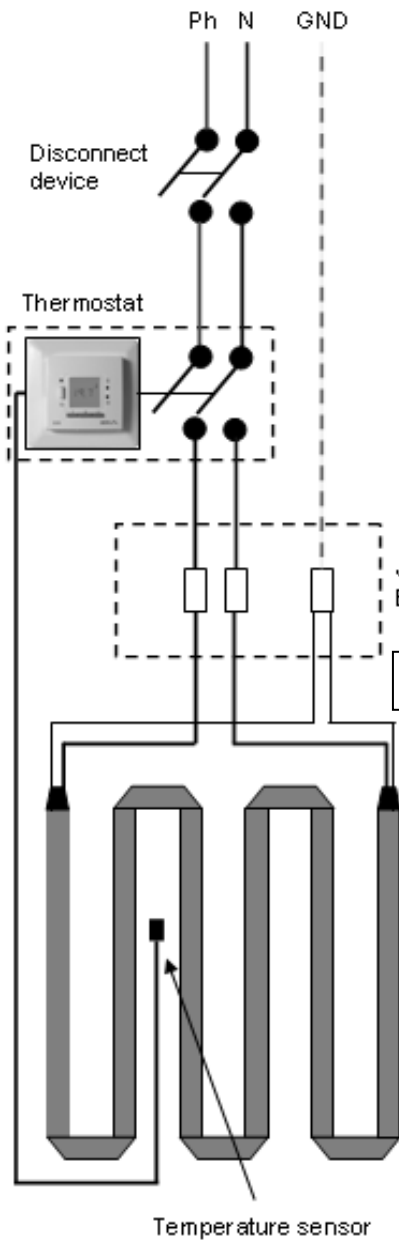 Ph N GND
Disconnect
device
Thermostat
Temperature sensor